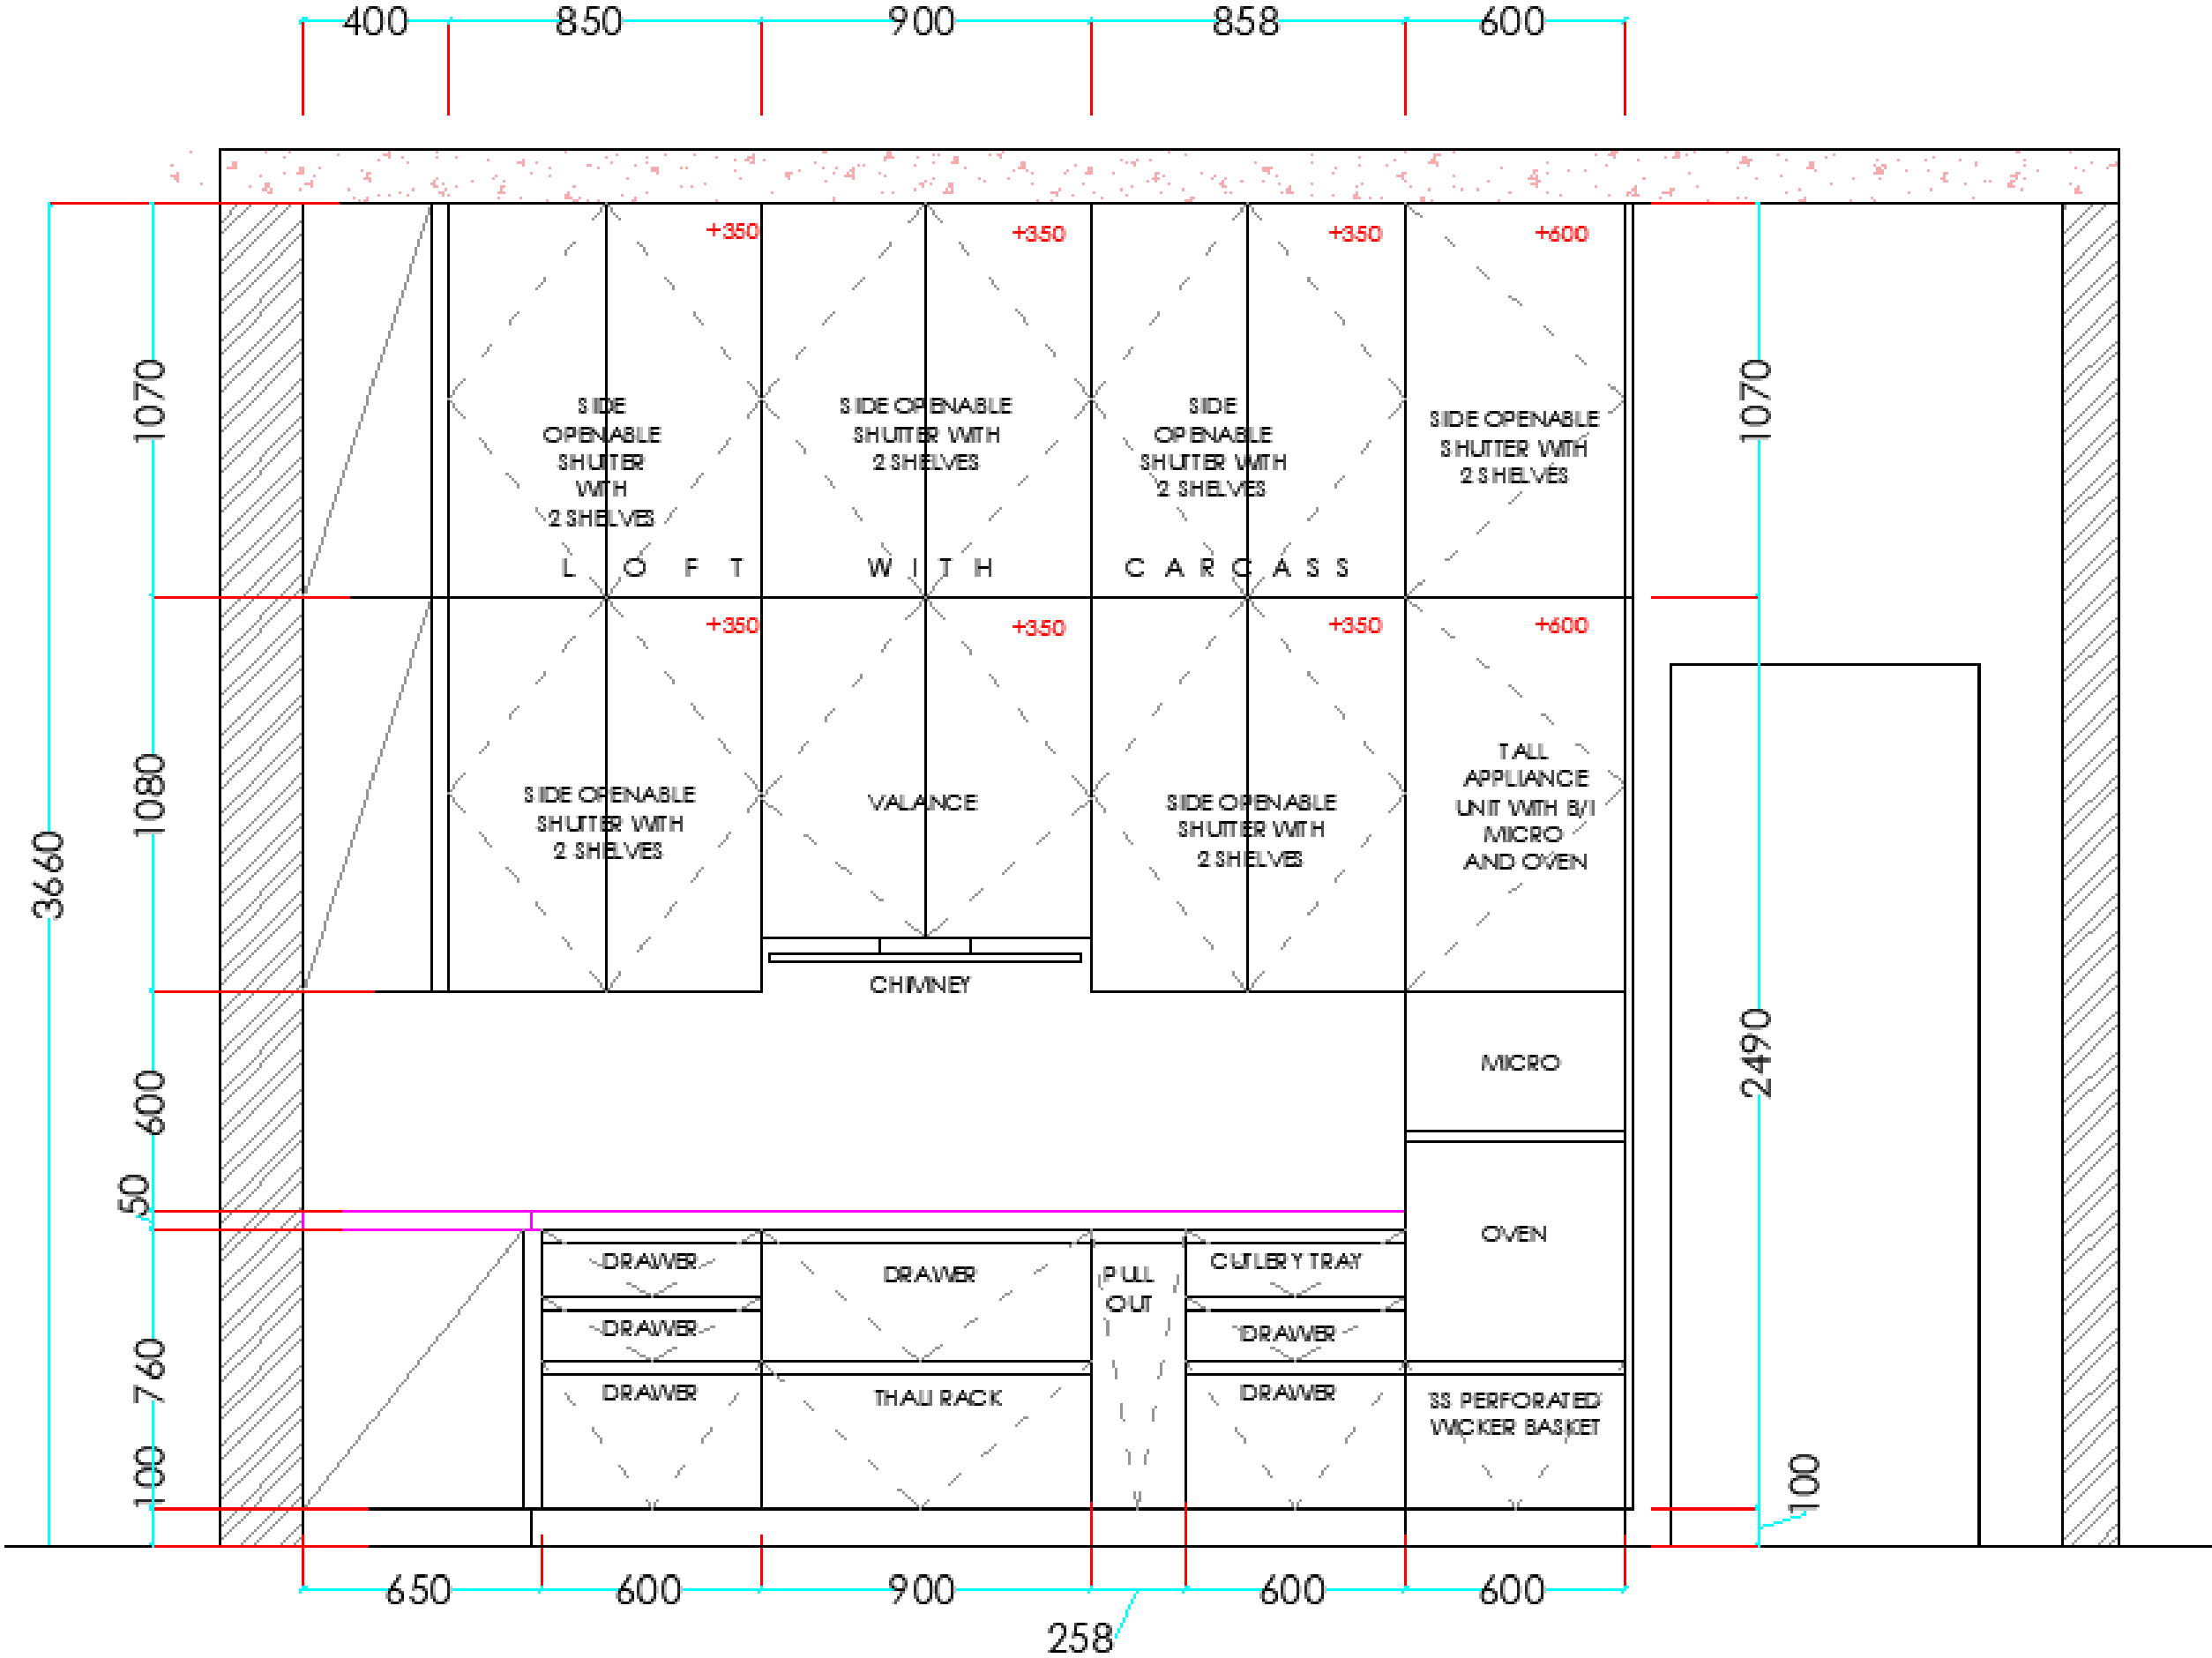 400 850 900 858 600
+350 +350 +350 +600
1070
1070
SIDE
OPENABLE
SHUTTER
WITH
2 SHELVES
SIDE OPENABLE
SHUTTER WITH
2 SHELVES
SIDE
OPENABLE
SHUTTER WITH
2 SHELVES
SIDE OPENABLE
SHUTTER WITH
2 SHELVES
LOFT WITH CARCASS
+350 +350 +350 +600
3660
1080
SIDE OPENABLE
SHUTTER WITH
2 SHELVES
VALANCE
SIDE OPENABLE
SHUTTER WITH
2 SHELVES
TALL
APPLIANCE
UNIT WITH B/I
MICRO
AND OVEN
CHIMNEY
600
MICRO
2490
50
OVEN
DRAWER
DRAWER
DRAWER
DRAWER
THALI RACK
PULL
OUT
CUTLERY TRAY
DRAWER
DRAWER
SS PERFORATED
WICKER BASKET
760
100
100
650 600 900 600 600
258